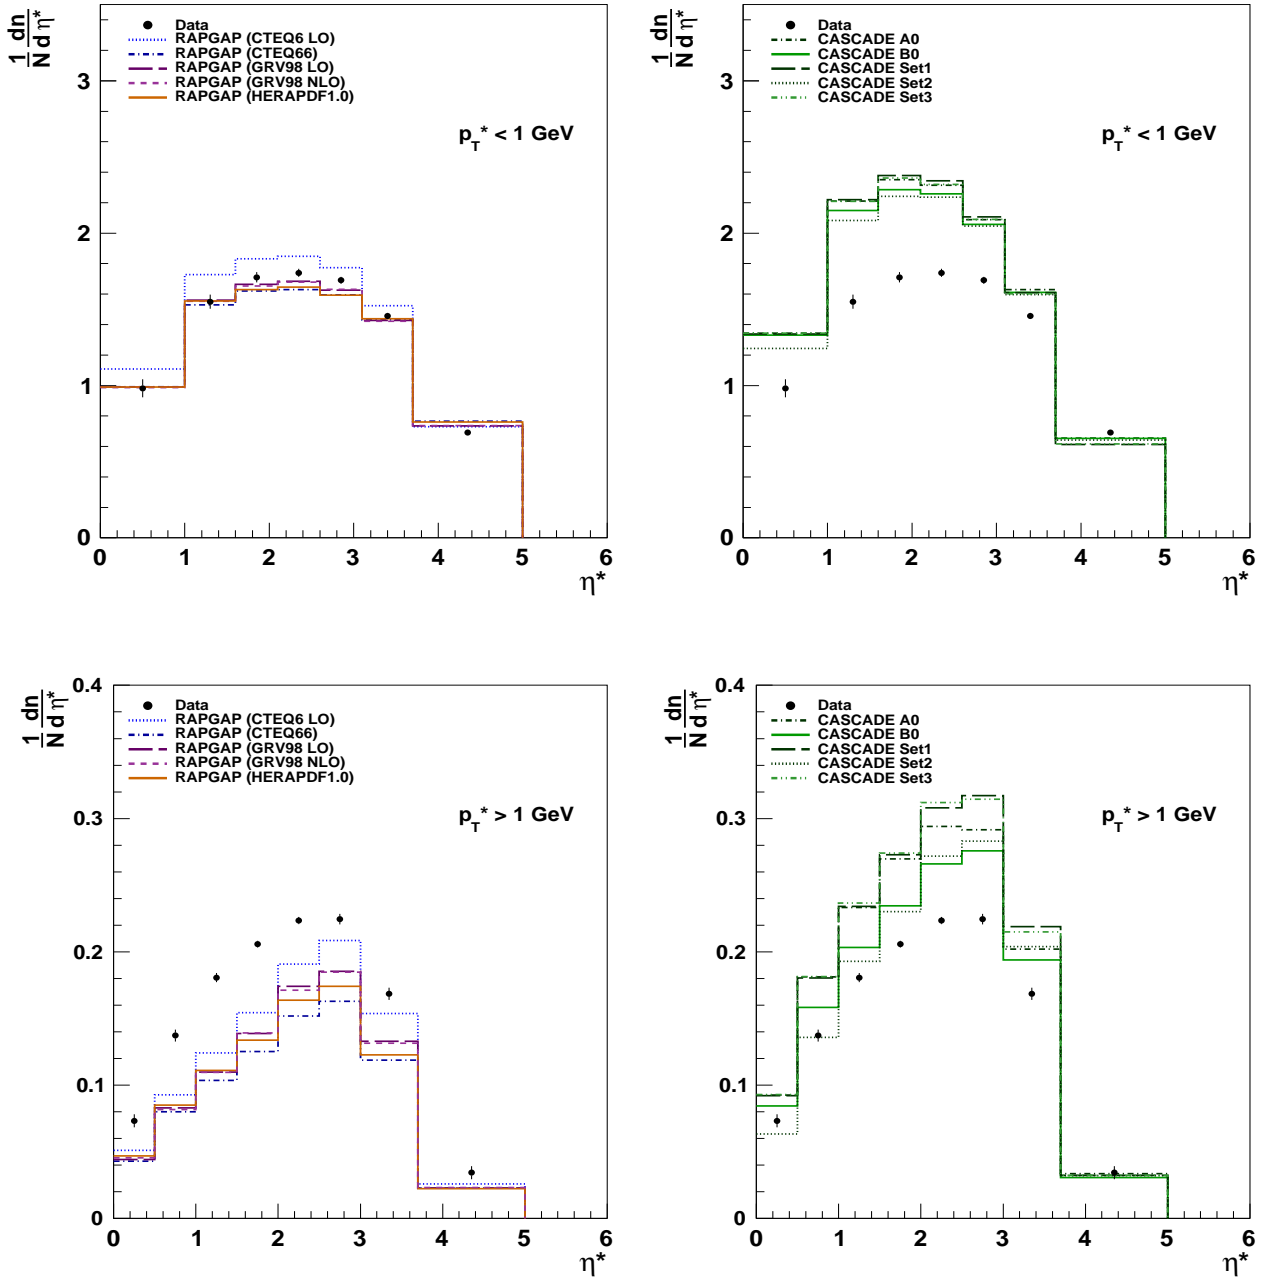 1 dn
N d η*
Data
RAPGAP (CTEQ6 LO)
RAPGAP (CTEQ66)
RAPGAP (GRV98 LO)
RAPGAP (GRV98 NLO)
RAPGAP (HERAPDF1.0)
p_T* < 1 GeV
3
2
1
0
0 1 2 3 4 5 6
η*
1 dn
N d η*
Data
CASCADE A0
CASCADE B0
CASCADE Set1
CASCADE Set2
CASCADE Set3
p_T* < 1 GeV
3
2
1
0
0 1 2 3 4 5 6
η*
1 dn
N d η*
Data
RAPGAP (CTEQ6 LO)
RAPGAP (CTEQ66)
RAPGAP (GRV98 LO)
RAPGAP (GRV98 NLO)
RAPGAP (HERAPDF1.0)
p_T* > 1 GeV
0.4
0.3
0.2
0.1
0
0 1 2 3 4 5 6
η*
1 dn
N d η*
Data
CASCADE A0
CASCADE B0
CASCADE Set1
CASCADE Set2
CASCADE Set3
p_T* > 1 GeV
0.4
0.3
0.2
0.1
0
0 1 2 3 4 5 6
η*